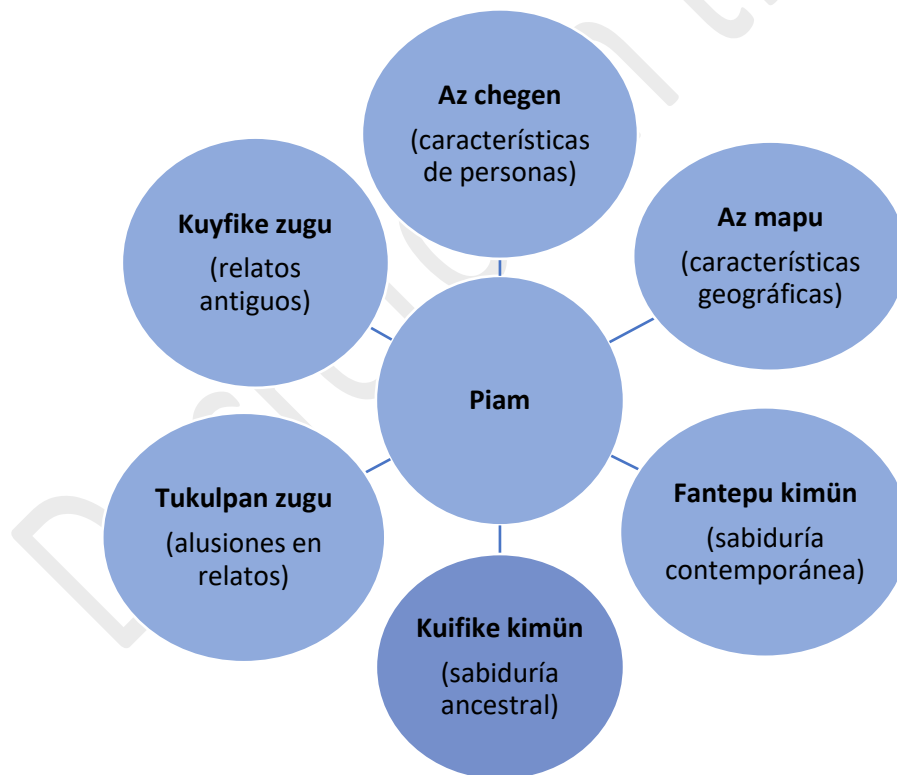 Az chegen
(características
de personas)
Az mapu
(características
geográficas)
Fantepu kimün
(sabiduría
contemporánea)
Kuifike kimün
(sabiduría
ancestral)
Tukulpan zugu
(alusiones en
relatos)
Kuyfike zugu
(relatos
antiguos)
Piam